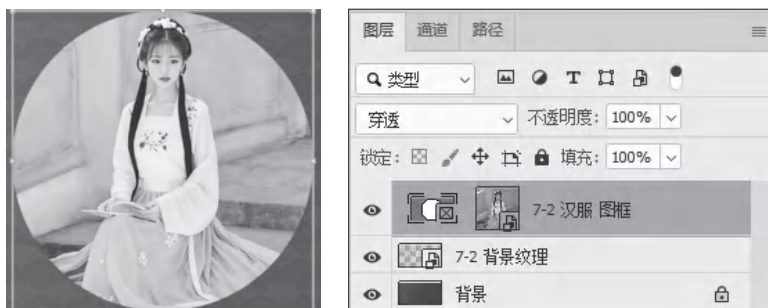 图层 通道 路径
类型
穿透 不透明度: 100%
锁定: 填充: 100%
7-2 汉服 图框
7-2 背景纹理
背景